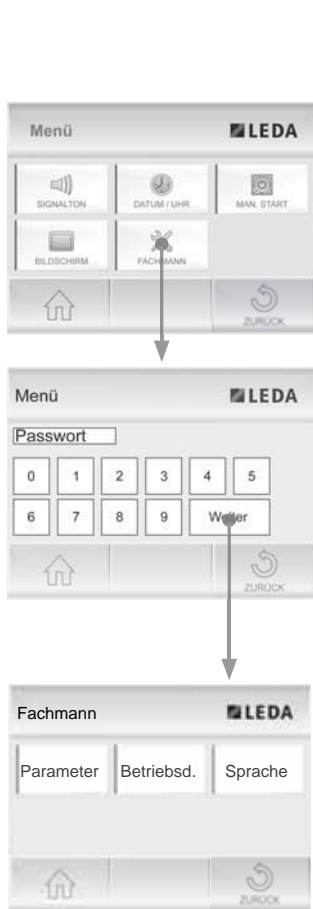 Menü LEDA
SIGNALTON DATUM / UHR MAN. START
BILDSCHIRM FACHMANN
ZURÜCK
Menü LEDA
Passwort
0 1 2 3 4 5
6 7 8 9 Weiter
ZURÜCK
Fachmann LEDA
Parameter Betriebsd. Sprache
ZURÜCK